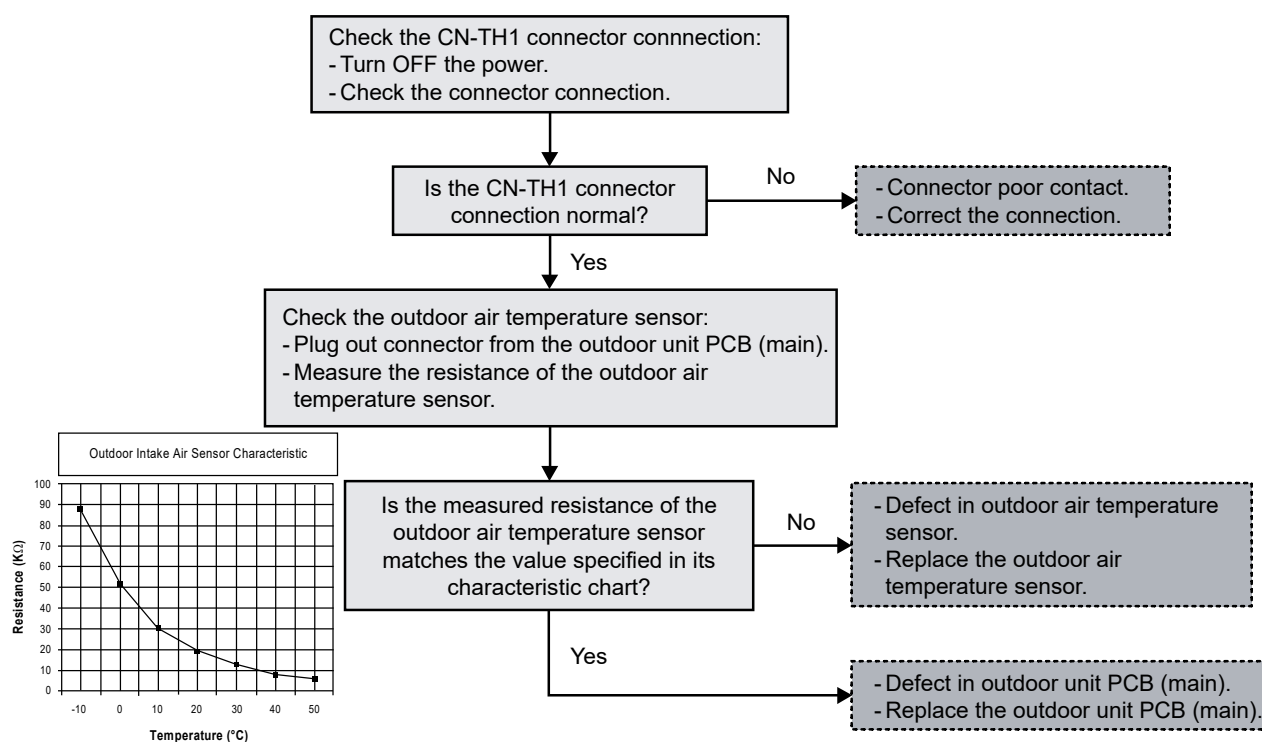 Check the CN-TH1 connector connnection:
- Turn OFF the power.
- Check the connector connection.
Is the CN-TH1 connector
connection normal?
No
- Connector poor contact.
- Correct the connection.
Yes
Check the outdoor air temperature sensor:
- Plug out connector from the outdoor unit PCB (main).
- Measure the resistance of the outdoor air
temperature sensor.
Outdoor Intake Air Sensor Characteristic
100
90
80
70
60
50
40
30
20
10
0
Resistance (KΩ)
-10 0 10 20 30 40 50
Temperature (°C)
Is the measured resistance of the
outdoor air temperature sensor
matches the value specified in its
characteristic chart?
No
- Defect in outdoor air temperature
sensor.
- Replace the outdoor air
temperature sensor.
Yes
- Defect in outdoor unit PCB (main).
- Replace the outdoor unit PCB (main).